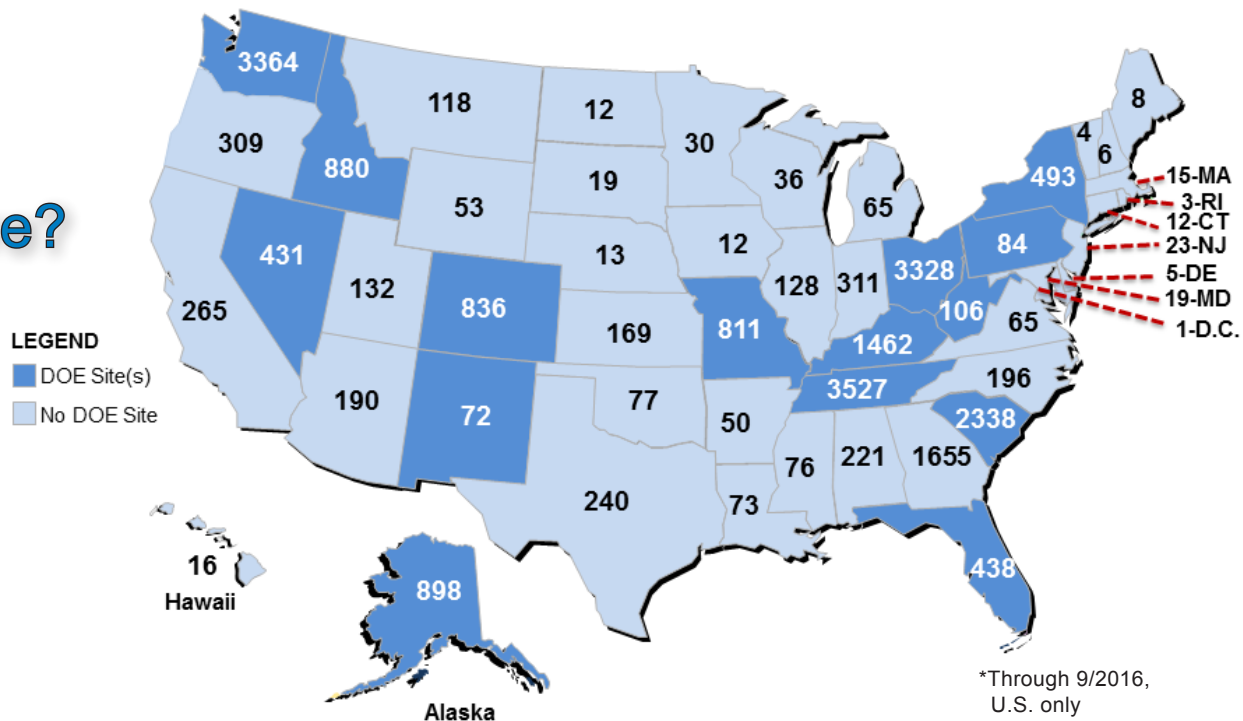 3364
118
12
30
8
4
6
309
880
53
19
36
65
493
15-MA
3-RI
12-CT
23-NJ
5-DE
19-MD
1-D.C.
e?
431
132
836
13
12
128
311
3328
84
106
65
265
LEGEND
DOE Site(s)
No DOE Site
169
811
1462
190
72
77
50
3527
196
2338
76
221
1655
240
73
438
16
Hawaii
898
Alaska
*Through 9/2016,
U.S. only